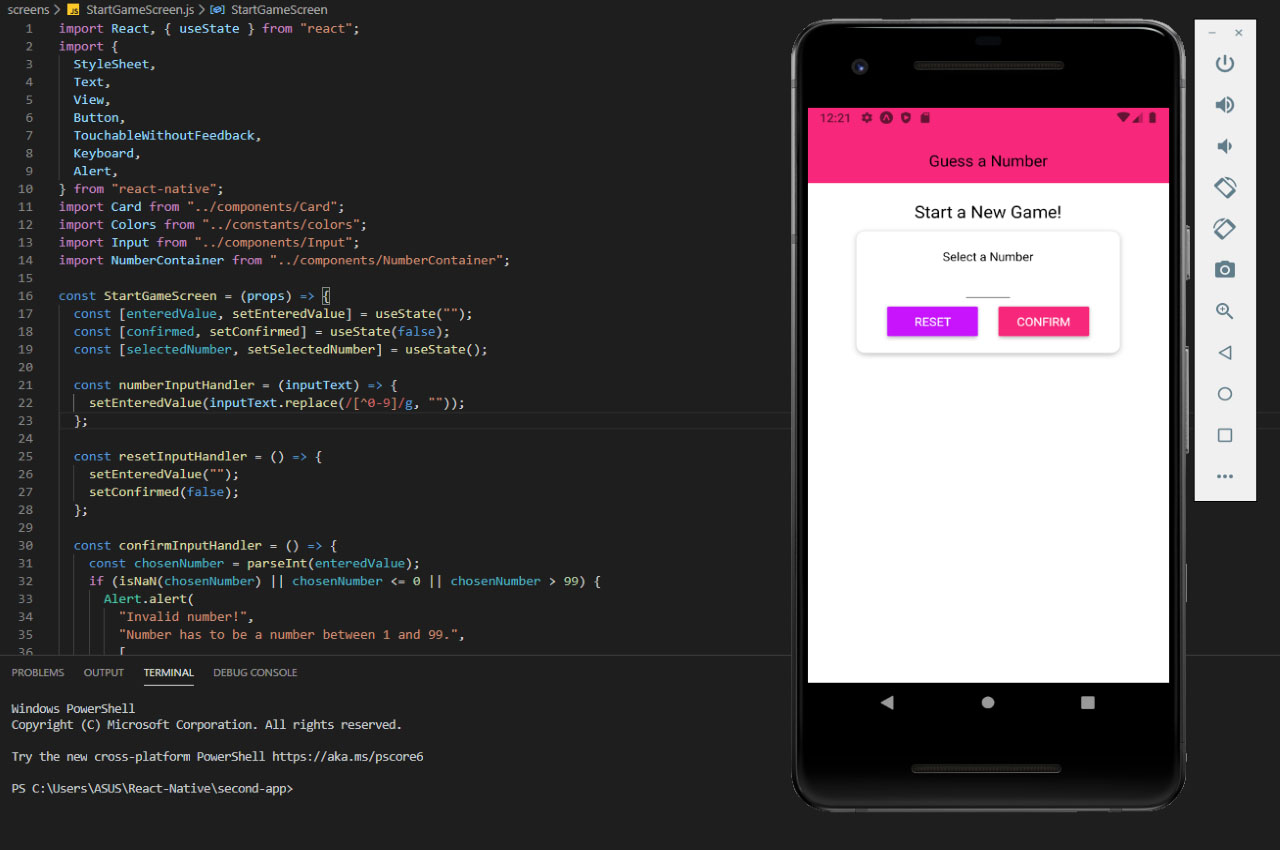 screens > JS StartGameScreen.js > StartGameScreen
1 import React, { useState } from "react";
2 import {
3 StyleSheet,
4 Text,
5 View,
6 Button,
7 TouchableWithoutFeedback,
8 Keyboard,
9 Alert,
10 } from "react-native";
11 import Card from "../components/Card";
12 import Colors from "../constants/colors";
13 import Input from "../components/Input";
14 import NumberContainer from "../components/NumberContainer";
15
16 const StartGameScreen = (props) => {
17 const [enteredValue, setEnteredValue] = useState("");
18 const [confirmed, setConfirmed] = useState(false);
19 const [selectedNumber, setSelectedNumber] = useState();
20
21 const numberInputHandler = (inputText) => {
22 setEnteredValue(inputText.replace(/[^0-9]/g, ""));
23 };
24
25 const resetInputHandler = () => {
26 setEnteredValue("");
27 setConfirmed(false);
28 };
29
30 const confirmInputHandler = () => {
31 const chosenNumber = parseInt(enteredValue);
32 if (isNaN(chosenNumber) || chosenNumber <= 0 || chosenNumber > 99) {
33 Alert.alert(
34 "Invalid number!",
35 "Number has to be a number between 1 and 99.",
36 [
PROBLEMS OUTPUT TERMINAL DEBUG CONSOLE
Windows PowerShell
Copyright (C) Microsoft Corporation. All rights reserved.
Try the new cross-platform PowerShell https://aka.ms/pscore6
PS C:\Users\ASUS\React-Native\second-app>
12:21
Guess a Number
Start a New Game!
Select a Number
RESET CONFIRM